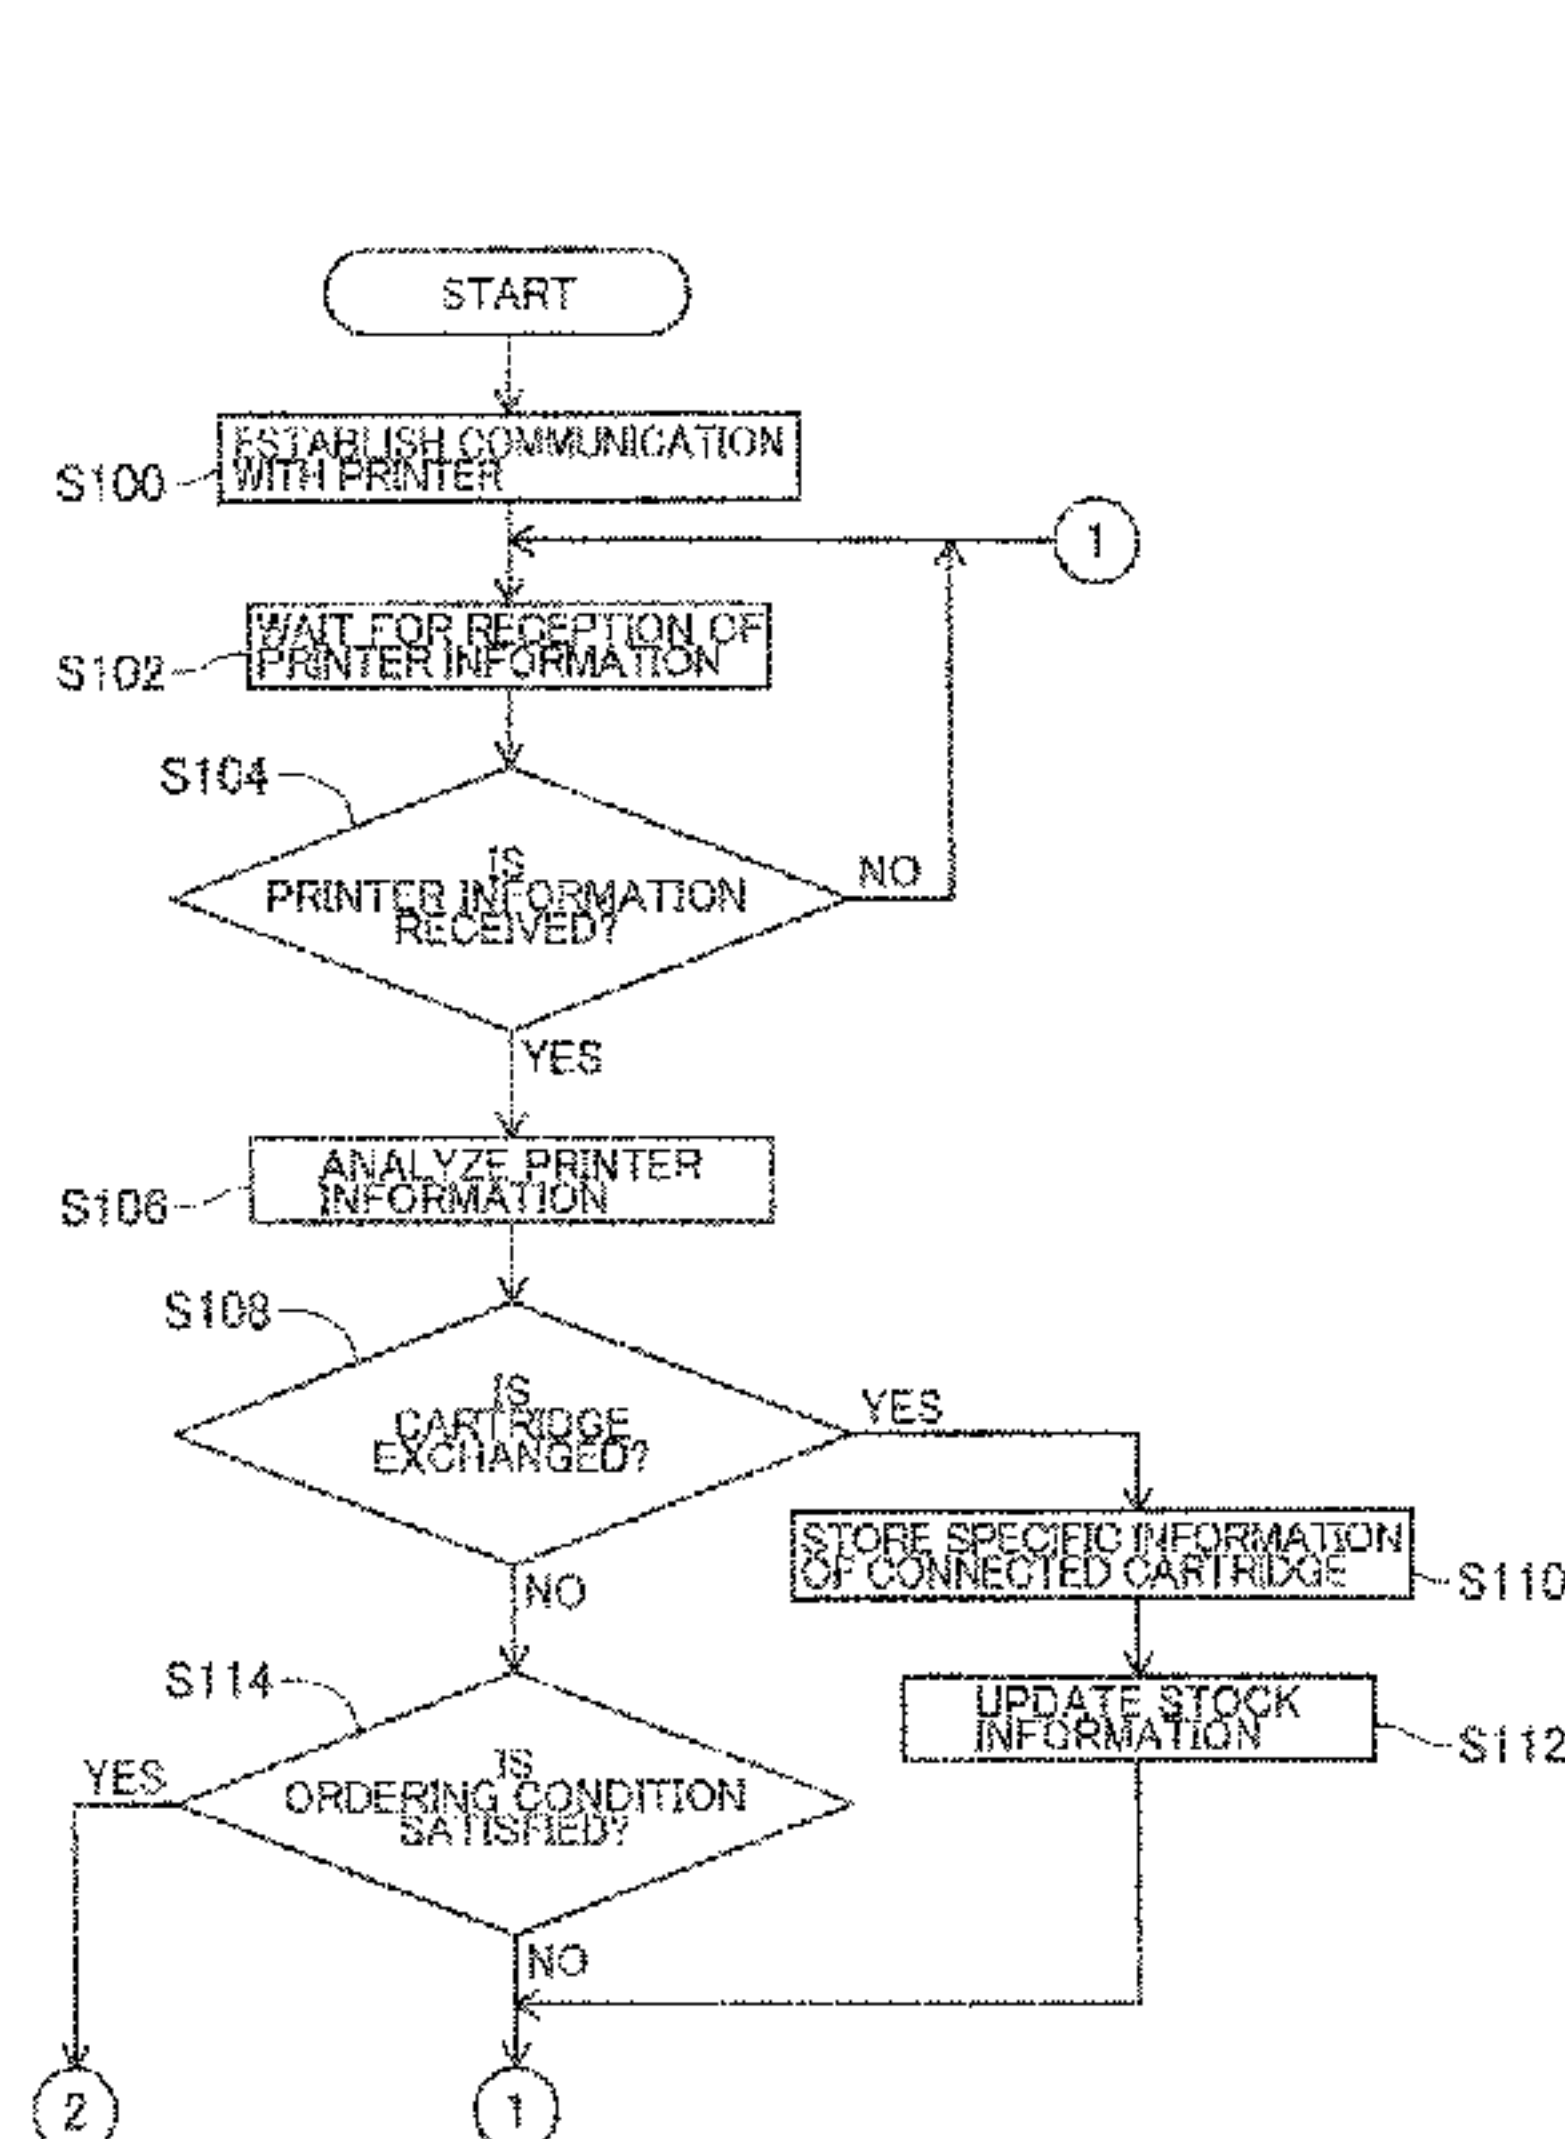 START
ESTABLISH COMMUNICATION
WITH PRINTER
S100
1
WAIT FOR RECEPTION OF
PRINTER INFORMATION
S102
S104
IS
PRINTER INFORMATION
RECEIVED?
NO
YES
ANALYZE PRINTER
INFORMATION
S106
S108
IS
CARTRIDGE
EXCHANGED?
YES
NO
STORE SPECIFIC INFORMATION
OF CONNECTED CARTRIDGE
S110
S114
UPDATE STOCK
INFORMATION
S112
IS
ORDERING CONDITION
SATISFIED?
YES
NO
2
1